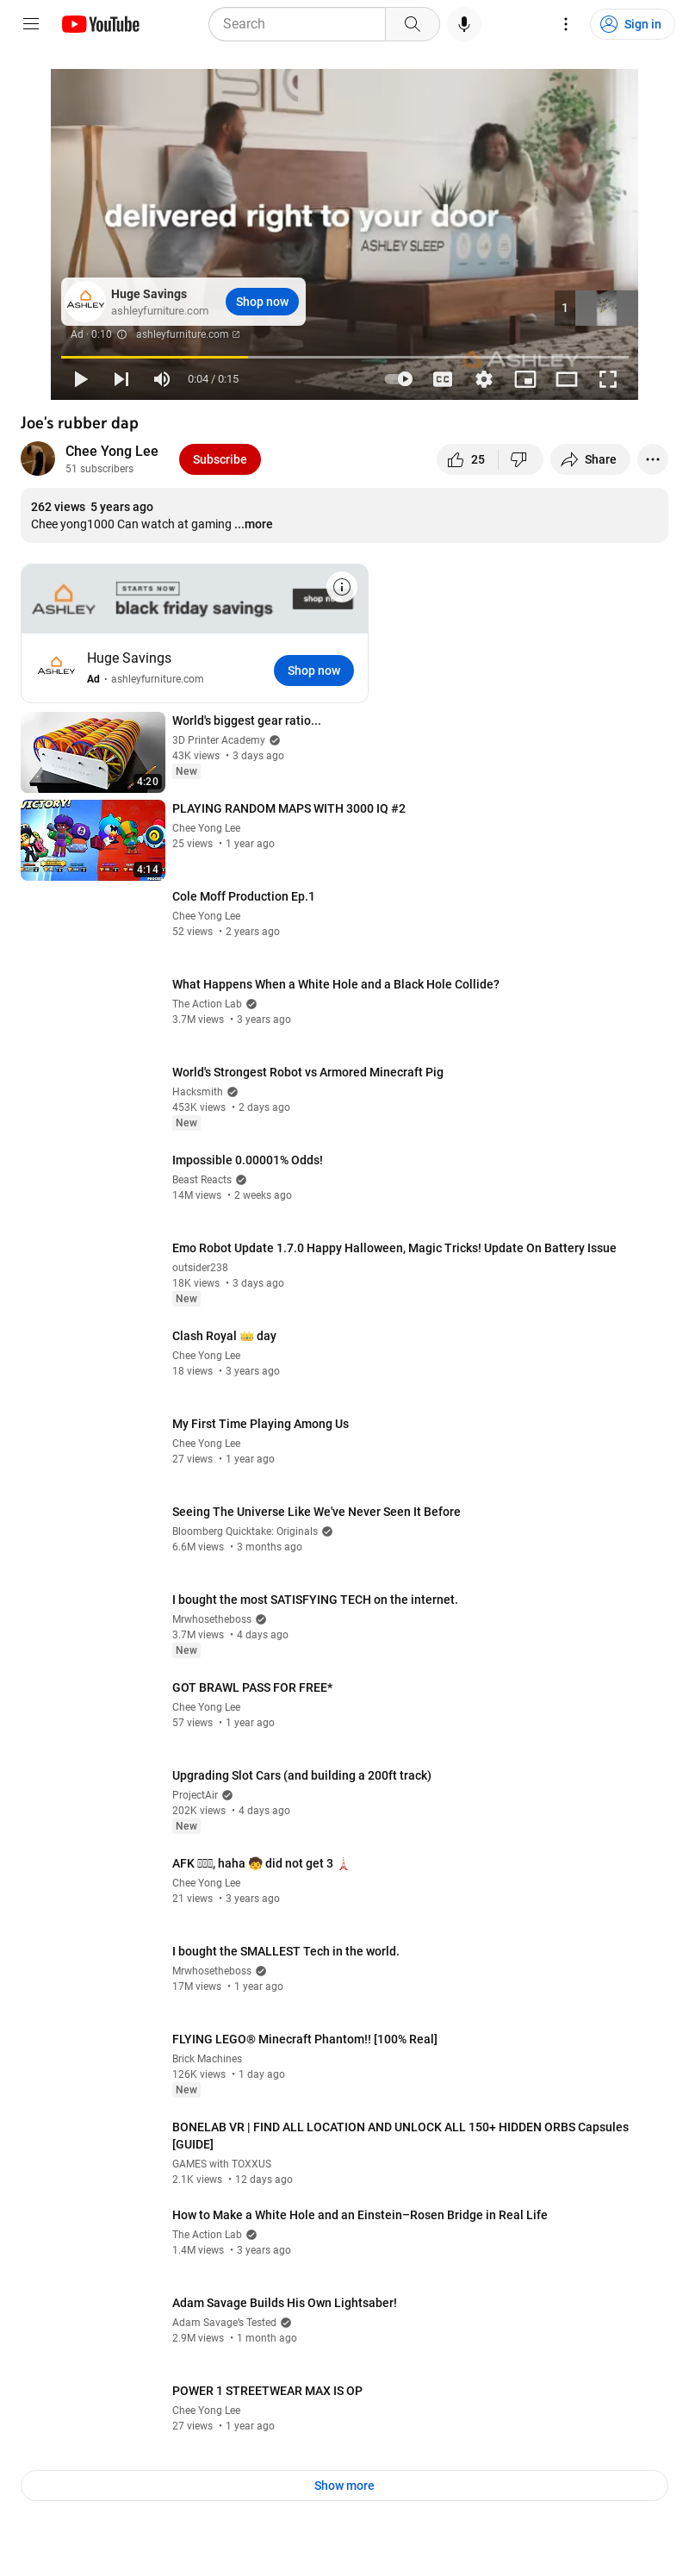 YouTube
Search
Sign in
delivered right to your door
ASHLEY SLEEP
ASHLEY
Huge Savings
ashleyfurniture.com
Shop now
1
Ad · 0:10
ashleyfurniture.com
ASHLEY
0:04 / 0:15
CC
Joe's rubber dap
Chee Yong Lee
51 subscribers
Subscribe
25
Share
262 views 5 years ago
Chee yong1000 Can watch at gaming ...more
ASHLEY
STARTS NOW
black friday savings
shop now
ASHLEY
Huge Savings
Ad · ashleyfurniture.com
Shop now
4:20
World's biggest gear ratio...
3D Printer Academy
43K views · 3 days ago
New
VICTORY!
4:14
PLAYING RANDOM MAPS WITH 3000 IQ #2
Chee Yong Lee
25 views · 1 year ago
Cole Moff Production Ep.1
Chee Yong Lee
52 views · 2 years ago
What Happens When a White Hole and a Black Hole Collide?
The Action Lab
3.7M views · 3 years ago
World's Strongest Robot vs Armored Minecraft Pig
Hacksmith
453K views · 2 days ago
New
Impossible 0.00001% Odds!
Beast Reacts
14M views · 2 weeks ago
Emo Robot Update 1.7.0 Happy Halloween, Magic Tricks! Update On Battery Issue
outsider238
18K views · 3 days ago
New
Clash Royal 👑 day
Chee Yong Lee
18 views · 3 years ago
My First Time Playing Among Us
Chee Yong Lee
27 views · 1 year ago
Seeing The Universe Like We've Never Seen It Before
Bloomberg Quicktake: Originals
6.6M views · 3 months ago
I bought the most SATISFYING TECH on the internet.
Mrwhosetheboss
3.7M views · 4 days ago
New
GOT BRAWL PASS FOR FREE*
Chee Yong Lee
57 views · 1 year ago
Upgrading Slot Cars (and building a 200ft track)
ProjectAir
202K views · 4 days ago
New
AFK , haha 🧒 did not get 3 🗼
Chee Yong Lee
21 views · 3 years ago
I bought the SMALLEST Tech in the world.
Mrwhosetheboss
17M views · 1 year ago
FLYING LEGO® Minecraft Phantom!! [100% Real]
Brick Machines
126K views · 1 day ago
New
BONELAB VR | FIND ALL LOCATION AND UNLOCK ALL 150+ HIDDEN ORBS Capsules
[GUIDE]
GAMES with TOXXUS
2.1K views · 12 days ago
How to Make a White Hole and an Einstein–Rosen Bridge in Real Life
The Action Lab
1.4M views · 3 years ago
Adam Savage Builds His Own Lightsaber!
Adam Savage's Tested
2.9M views · 1 month ago
POWER 1 STREETWEAR MAX IS OP
Chee Yong Lee
27 views · 1 year ago
Show more